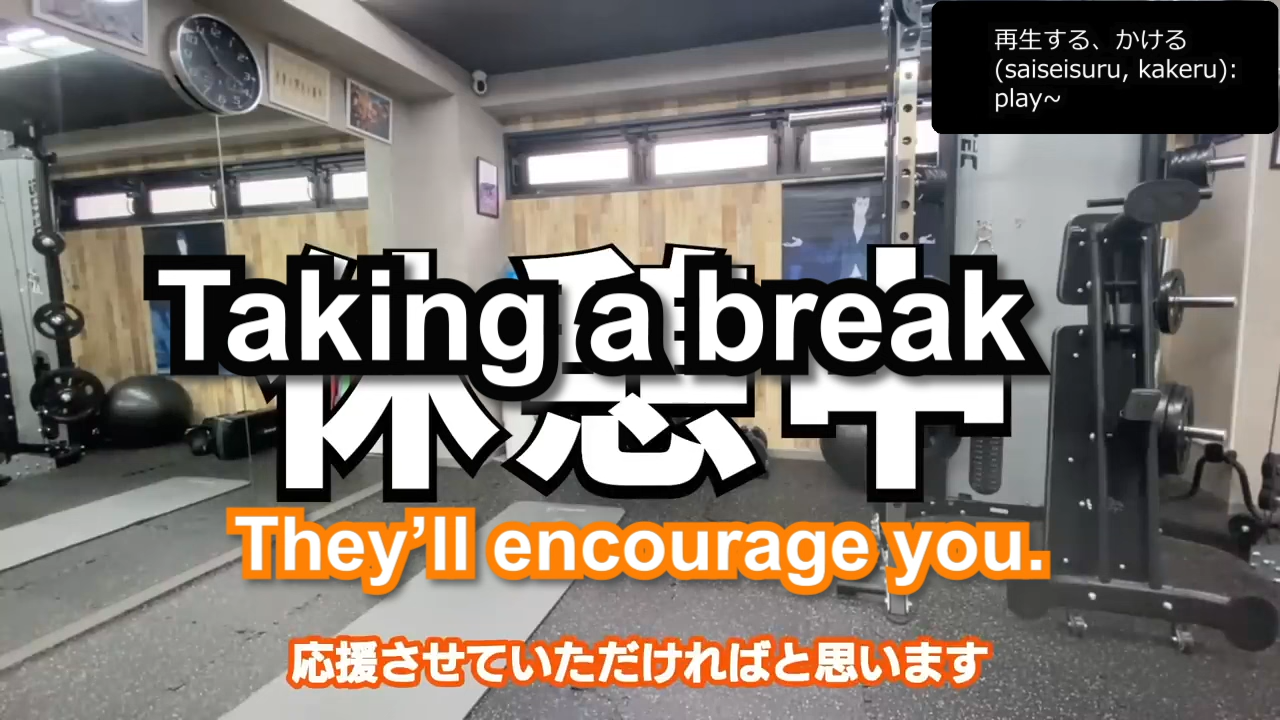 再生する、かける
(saiseisuru, kakeru):
play~
Taking a break
休憩中
They’ll encourage you.
応援させていただければと思います